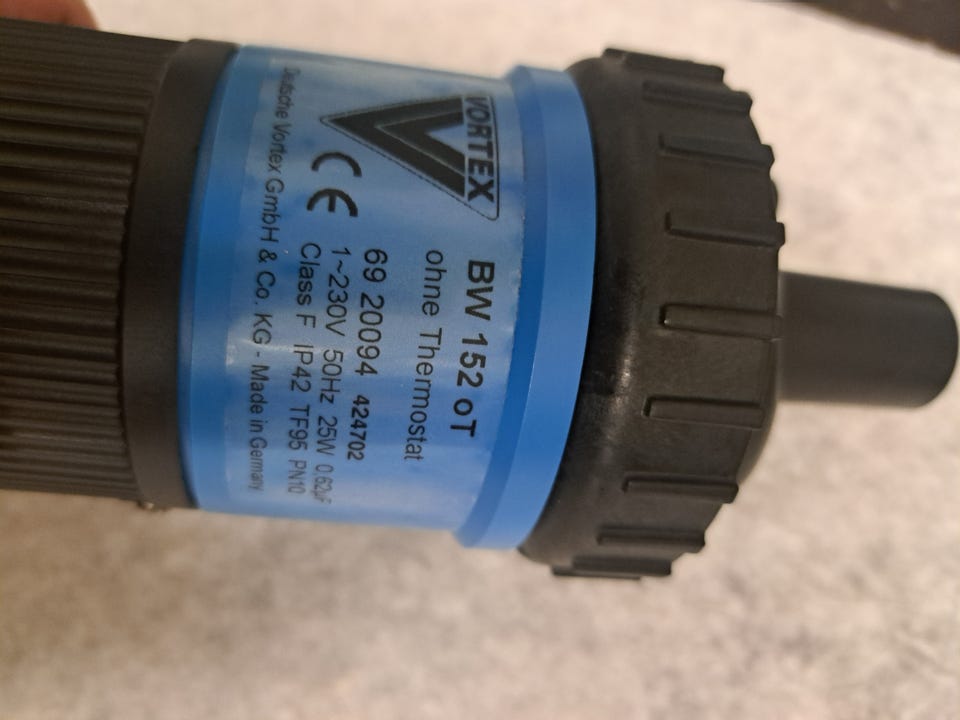 VORTEX
BW 152 oT
ohne Thermostat
69 20094 424702
1~230V 50Hz 25W 0,62µF
Class F IP42 TF95 PN10
CE
Deutsche Vortex GmbH & Co. KG - Made in Germany